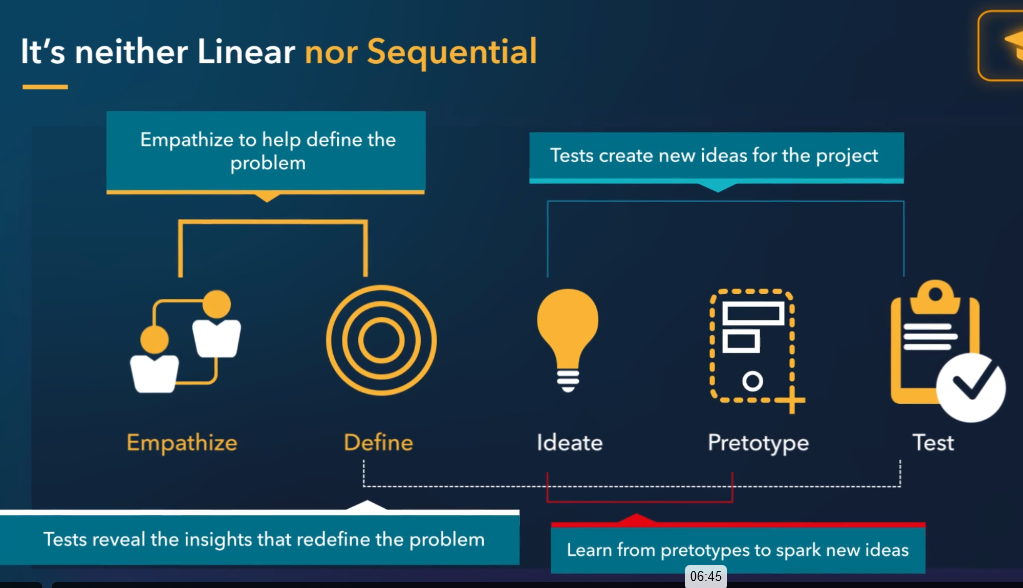 It's neither Linear nor Sequential
Empathize to help define the
problem
Tests create new ideas for the project
Empathize
Define
Ideate
Pretotype
Test
Tests reveal the insights that redefine the problem
Learn from pretotypes to spark new ideas
06:45